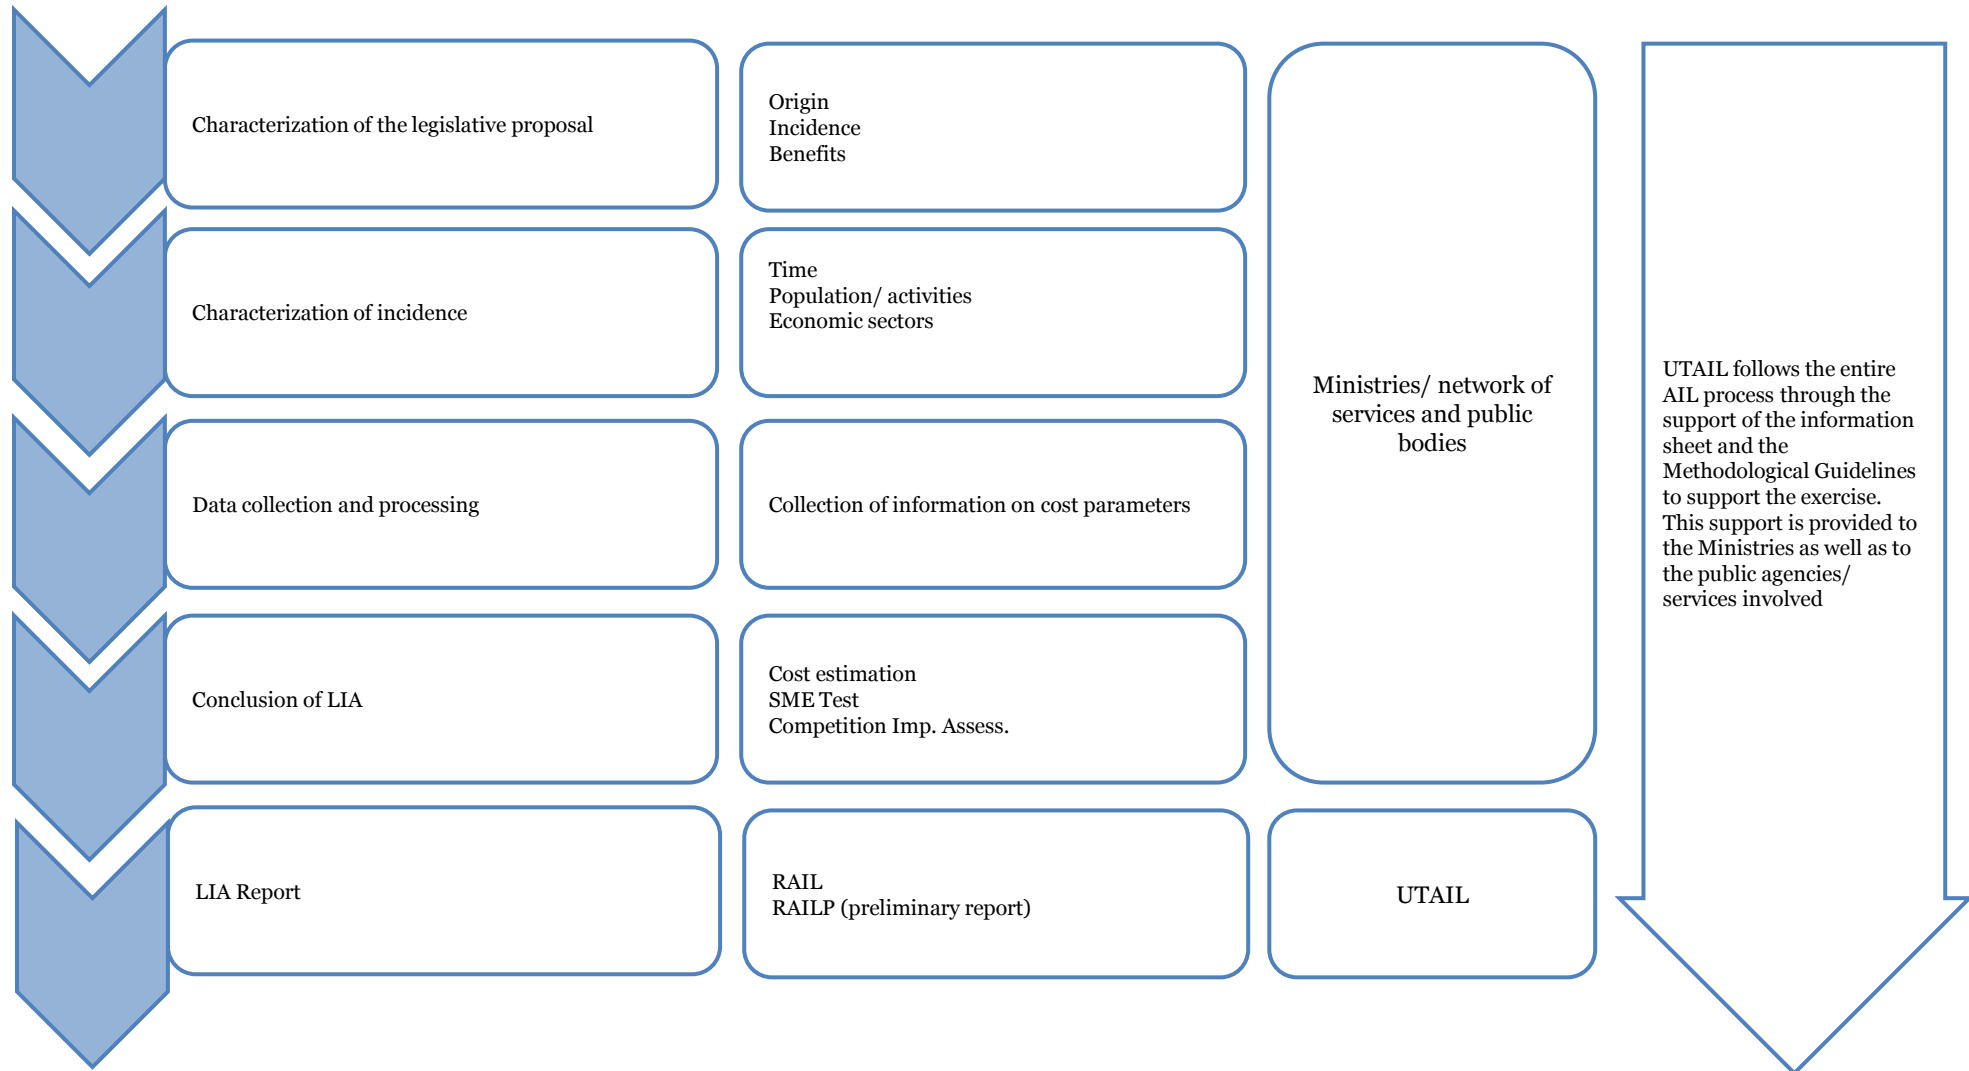 Characterization of the legislative proposal
Origin
Incidence
Benefits
Characterization of incidence
Time
Population/ activities
Economic sectors
Data collection and processing
Collection of information on cost parameters
Conclusion of LIA
Cost estimation
SME Test
Competition Imp. Assess.
LIA Report
RAIL
RAILP (preliminary report)
Ministries/ network of
services and public
bodies
UTAIL
UTAIL follows the entire
AIL process through the
support of the information
sheet and the
Methodological Guidelines
to support the exercise.
This support is provided to
the Ministries as well as to
the public agencies/
services involved